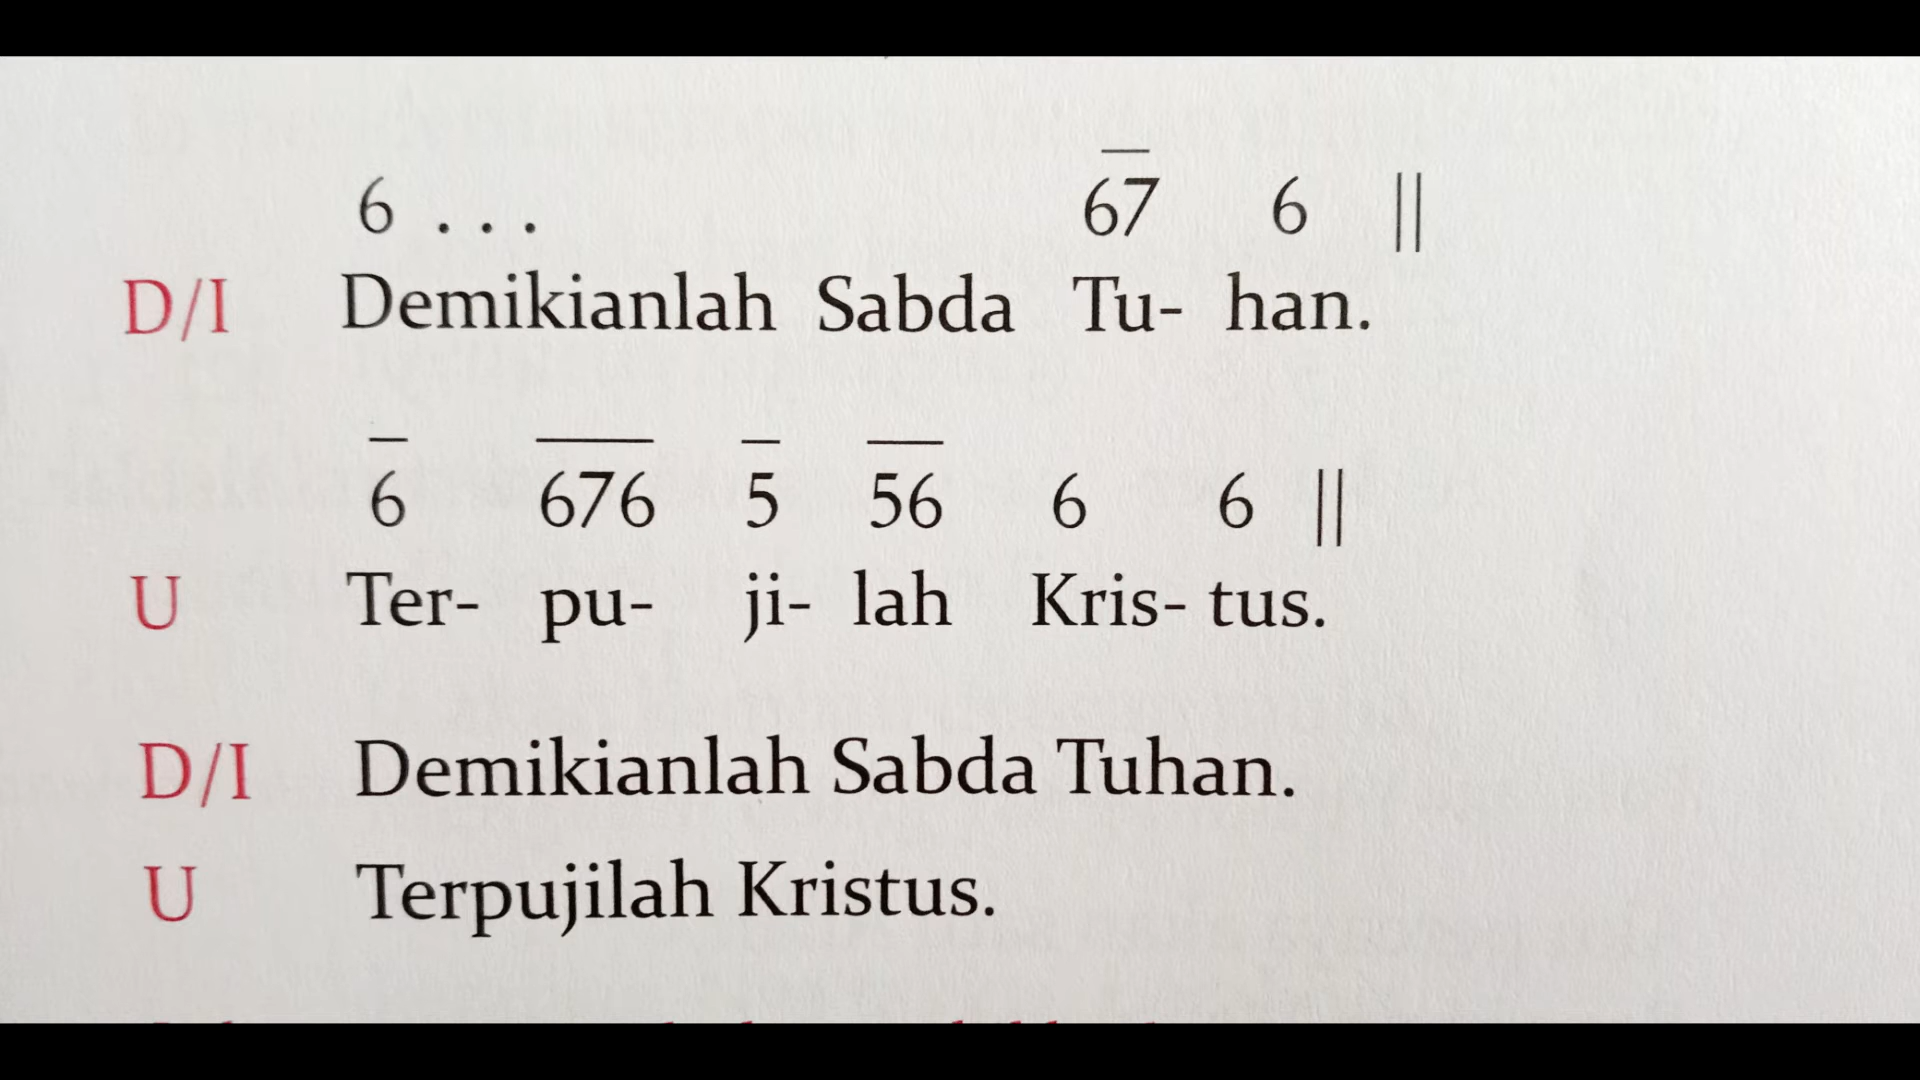 6 . . . 67 6 ||
D/I Demikianlah Sabda Tu- han.
6 676 5 56 6 6 ||
U Ter- pu- ji- lah Kris- tus.
D/I Demikianlah Sabda Tuhan.
U Terpujilah Kristus.